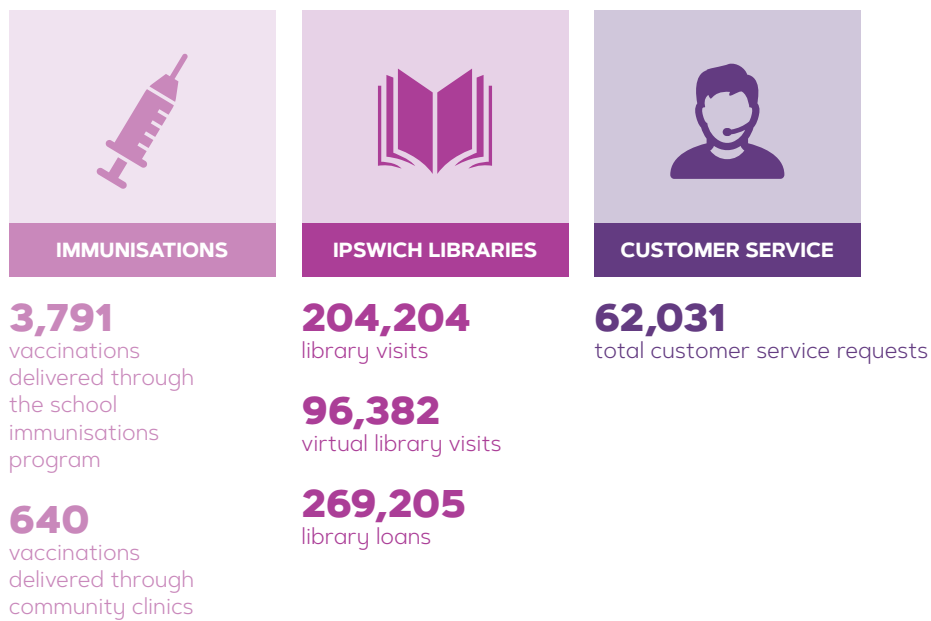 IMMUNISATIONS
3,791
vaccinations
delivered through
the school
immunisations
program
640
vaccinations
delivered through
community clinics
IPSWICH LIBRARIES
204,204
library visits
96,382
virtual library visits
269,205
library loans
CUSTOMER SERVICE
62,031
total customer service requests